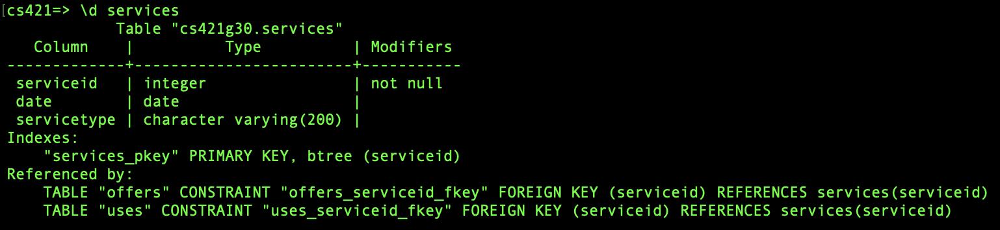 [cs421=> \d services
            Table "cs421g30.services"
   Column    |          Type          | Modifiers
-------------+------------------------+-----------
 serviceid   | integer                | not null
 date        | date                   |
 servicetype | character varying(200) |
Indexes:
    "services_pkey" PRIMARY KEY, btree (serviceid)
Referenced by:
    TABLE "offers" CONSTRAINT "offers_serviceid_fkey" FOREIGN KEY (serviceid) REFERENCES services(serviceid)
    TABLE "uses" CONSTRAINT "uses_serviceid_fkey" FOREIGN KEY (serviceid) REFERENCES services(serviceid)